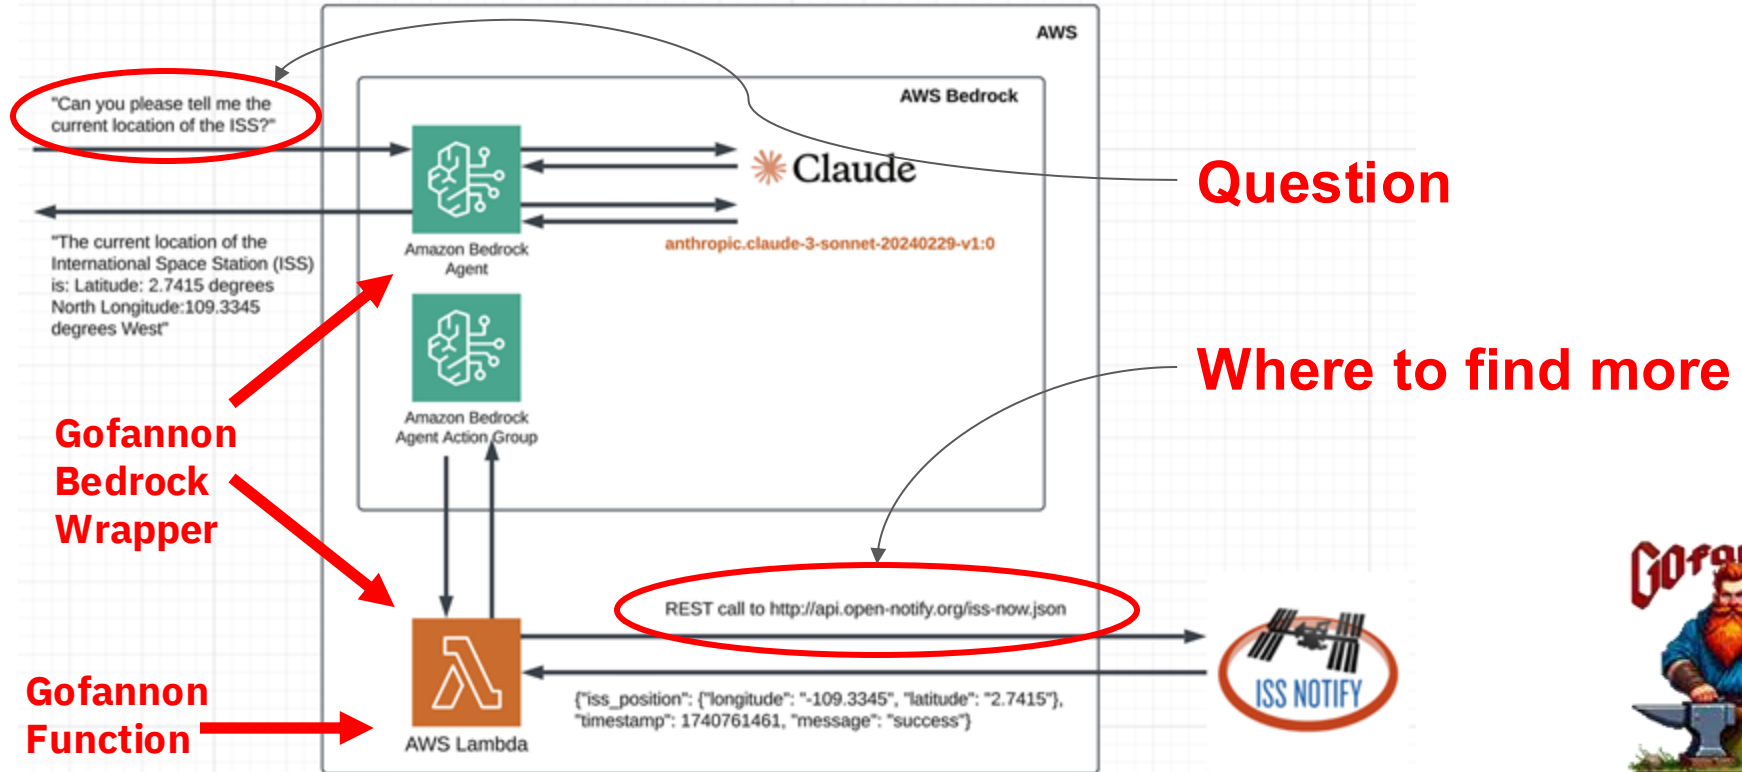 AWS
AWS Bedrock
"Can you please tell me the
current location of the ISS?"
Claude
Question
"The current location of the
International Space Station (ISS)
is: Latitude: 2.7415 degrees
North Longitude:109.3345
degrees West"
Amazon Bedrock
Agent
anthropic.claude-3-sonnet-20240229-v1:0
Where to find more
Amazon Bedrock
Agent Action Group
Gofannon
Bedrock
Wrapper
REST call to http://api.open-notify.org/iss-now.json
ISS NOTIFY
{"iss_position": {"longitude": "-109.3345", "latitude": "2.7415"},
"timestamp": 1740761461, "message": "success"}
Gofannon
Function
AWS Lambda